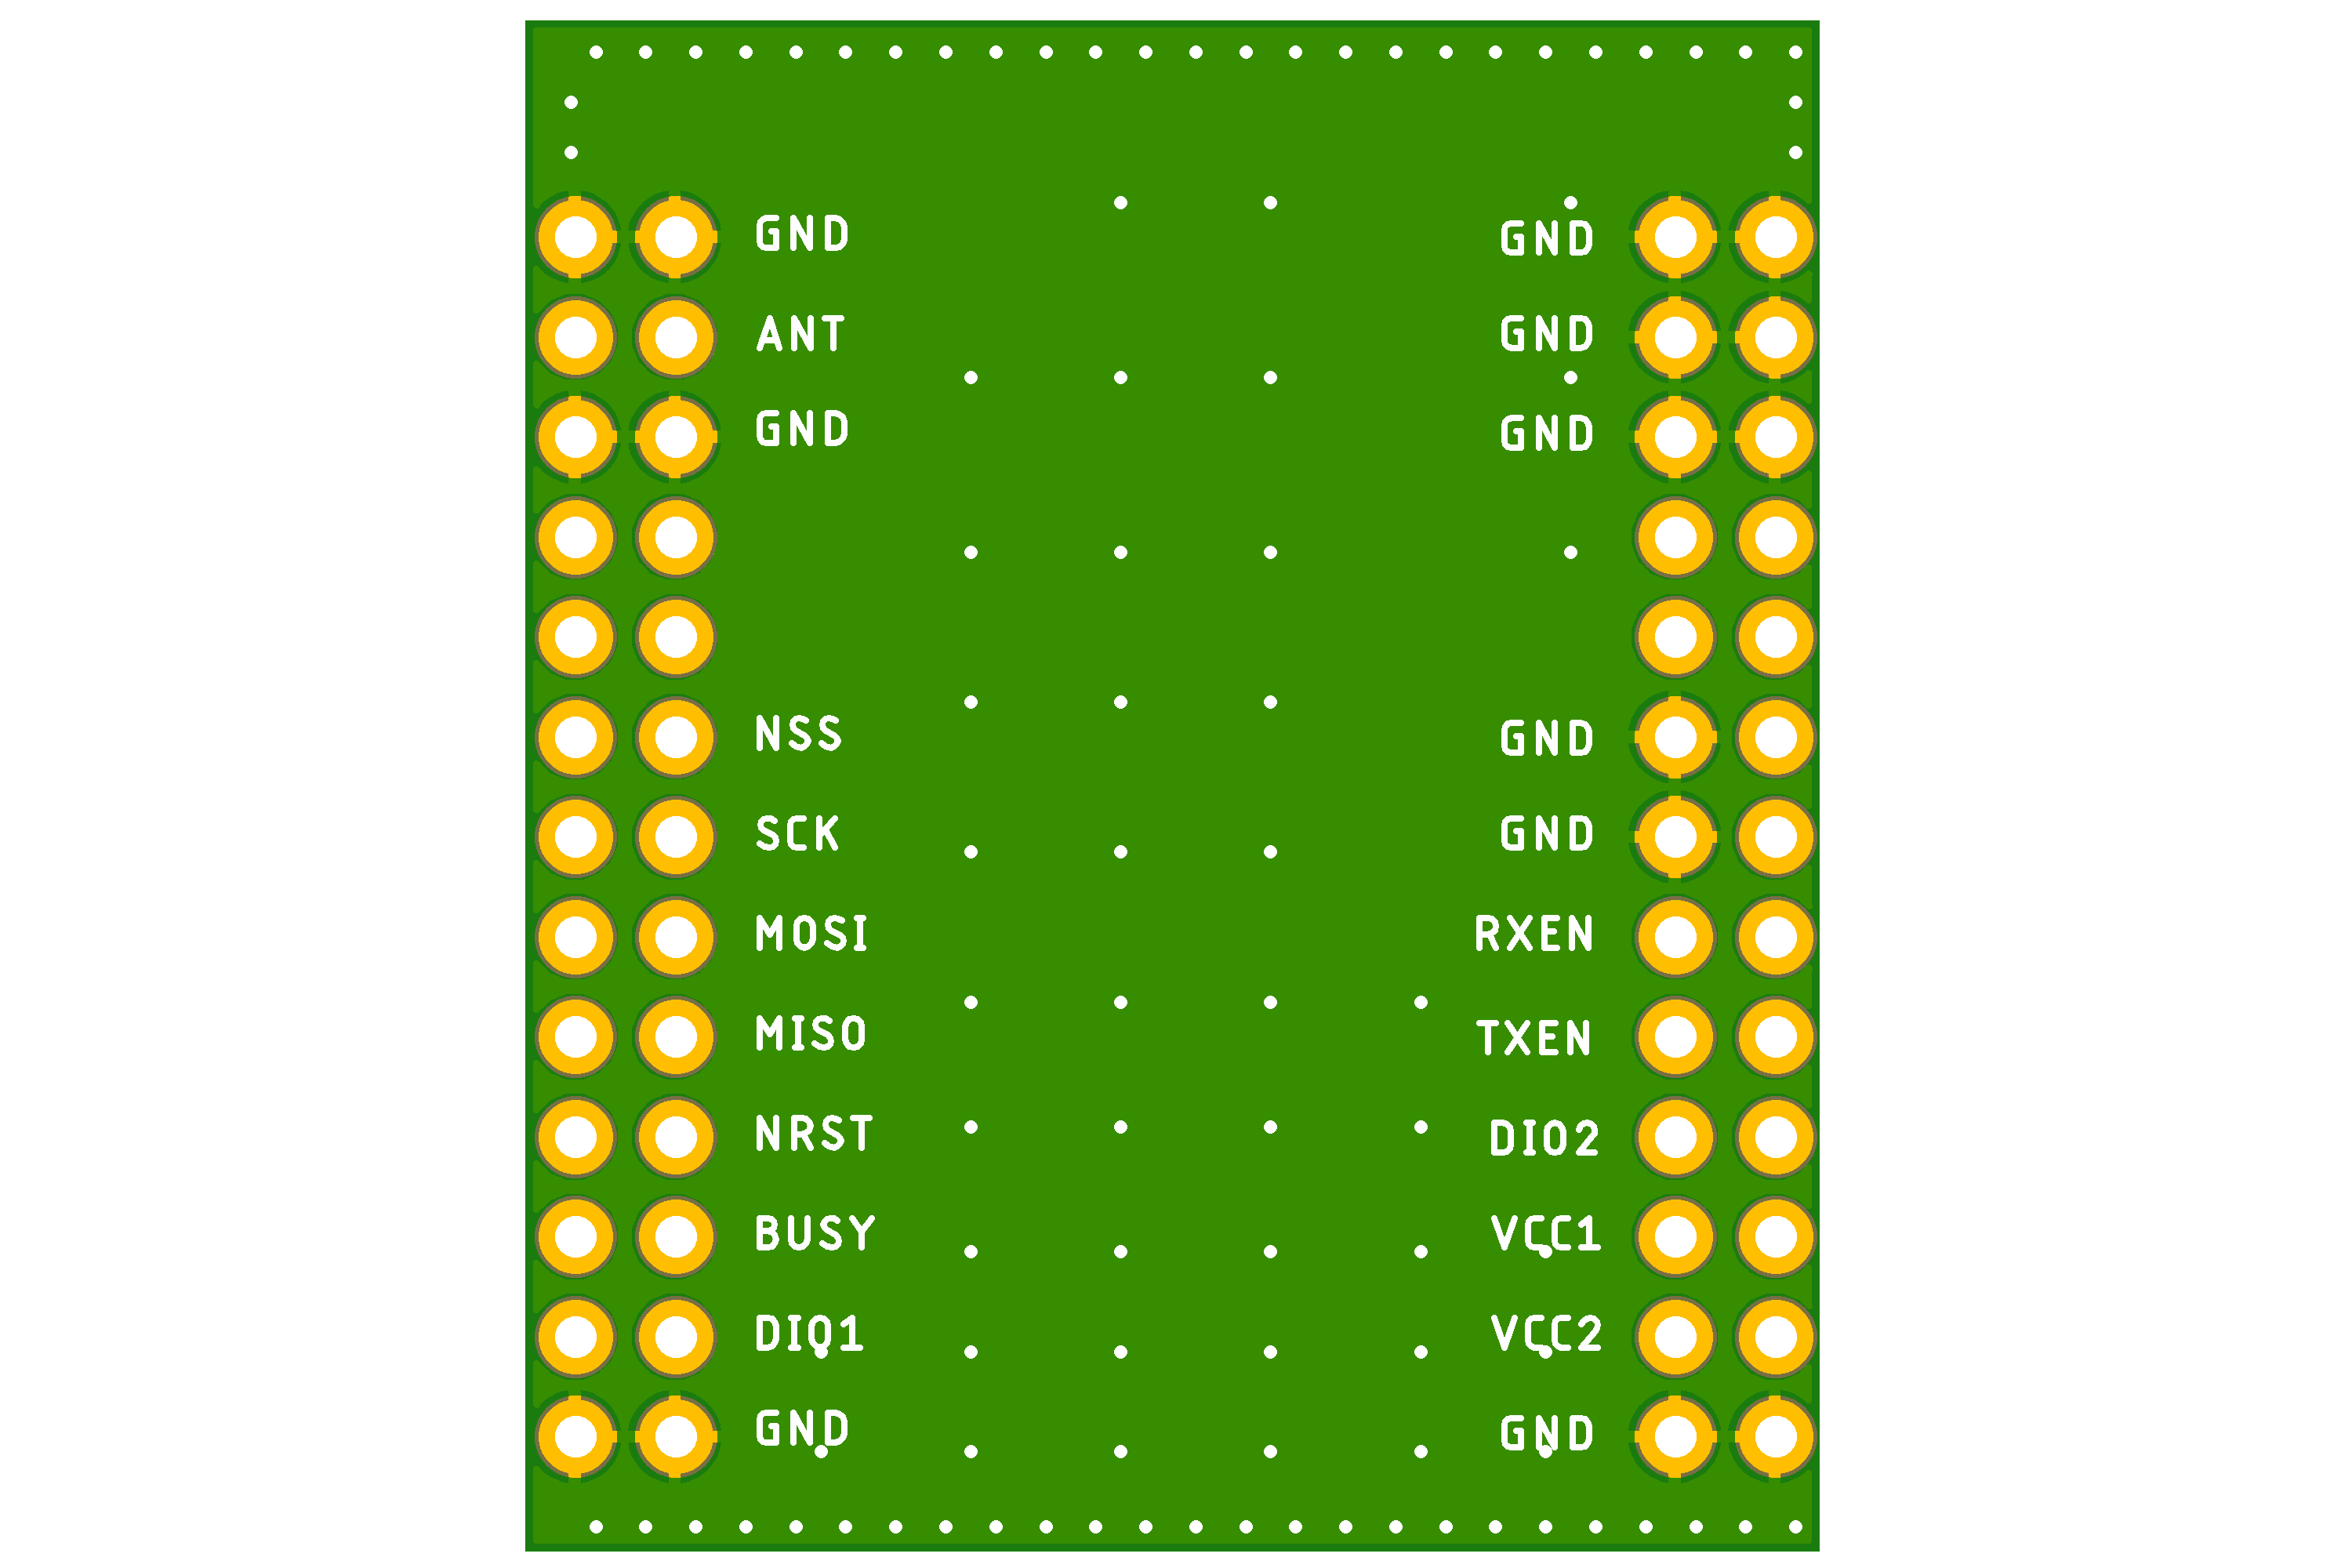 GND
ANT
GND
NSS
SCK
MOSI
MISO
NRST
BUSY
DIO1
GND
GND
GND
GND
GND
GND
RXEN
TXEN
DIO2
VCC1
VCC2
GND